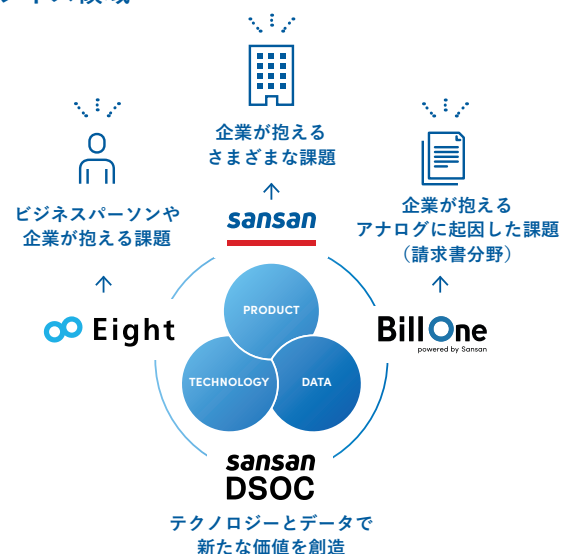 企業が抱える
さまざまな課題
ビジネスパーソンや
企業が抱える課題
企業が抱える
アナログに起因した課題
（請求書分野）
sansan
Eight
Bill One
powered by Sansan
PRODUCT
TECHNOLOGY
DATA
sansan
DSOC
テクノロジーとデータで
新たな価値を創造